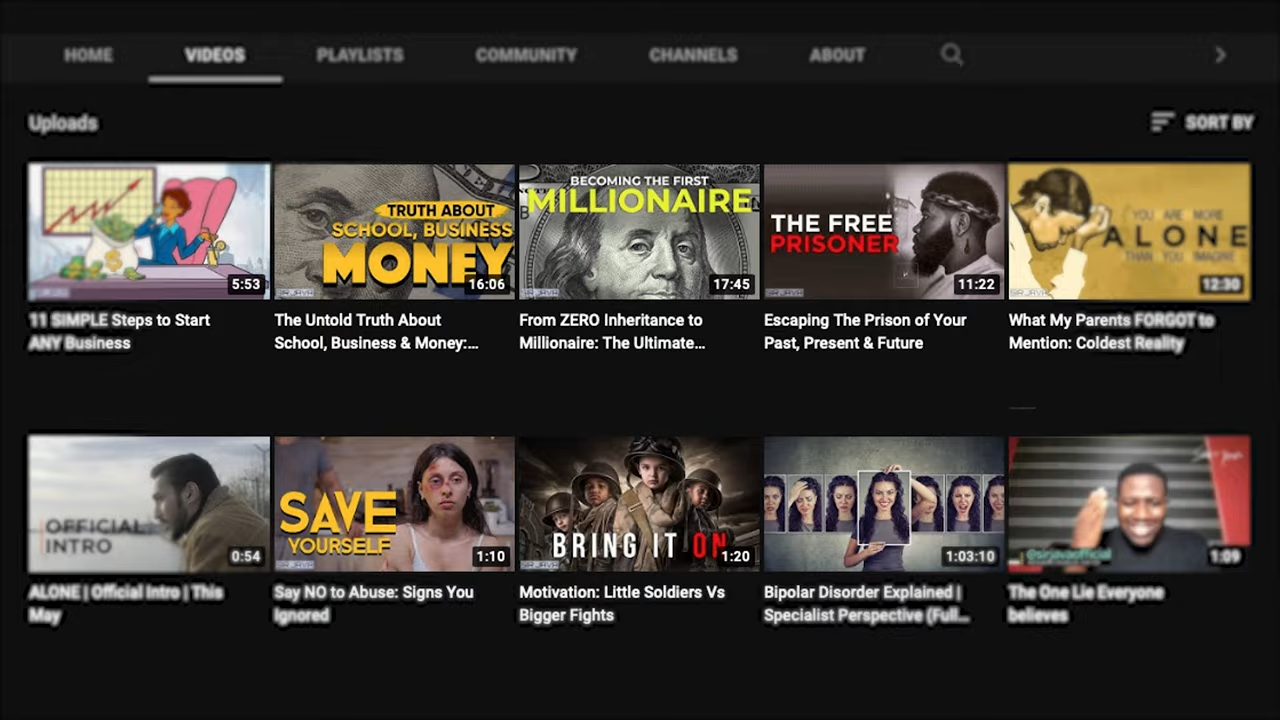 HOME VIDEOS PLAYLISTS COMMUNITY CHANNELS ABOUT
Uploads
SORT BY
5:53
TRUTH ABOUT
SCHOOL, BUSINESS
MONEY
16:06
BECOMING THE FIRST
MILLIONAIRE
17:45
THE FREE
PRISONER
11:22
YOU ARE MORE
ALONE
THAN YOU IMAGINE
12:30
11 SIMPLE Steps to Start
ANY Business
The Untold Truth About
School, Business & Money:...
From ZERO Inheritance to
Millionaire: The Ultimate...
Escaping The Prison of Your
Past, Present & Future
What My Parents FORGOT to
Mention: Coldest Reality
OFFICIAL
INTRO
0:54
SAVE
YOURSELF
1:10
BRING IT ON
1:20
1:03:10
@sirjavaofficial
1:09
ALONE | Official Intro | This
May
Say NO to Abuse: Signs You
Ignored
Motivation: Little Soldiers Vs
Bigger Fights
Bipolar Disorder Explained |
Specialist Perspective (Full...
The One Lie Everyone
believes